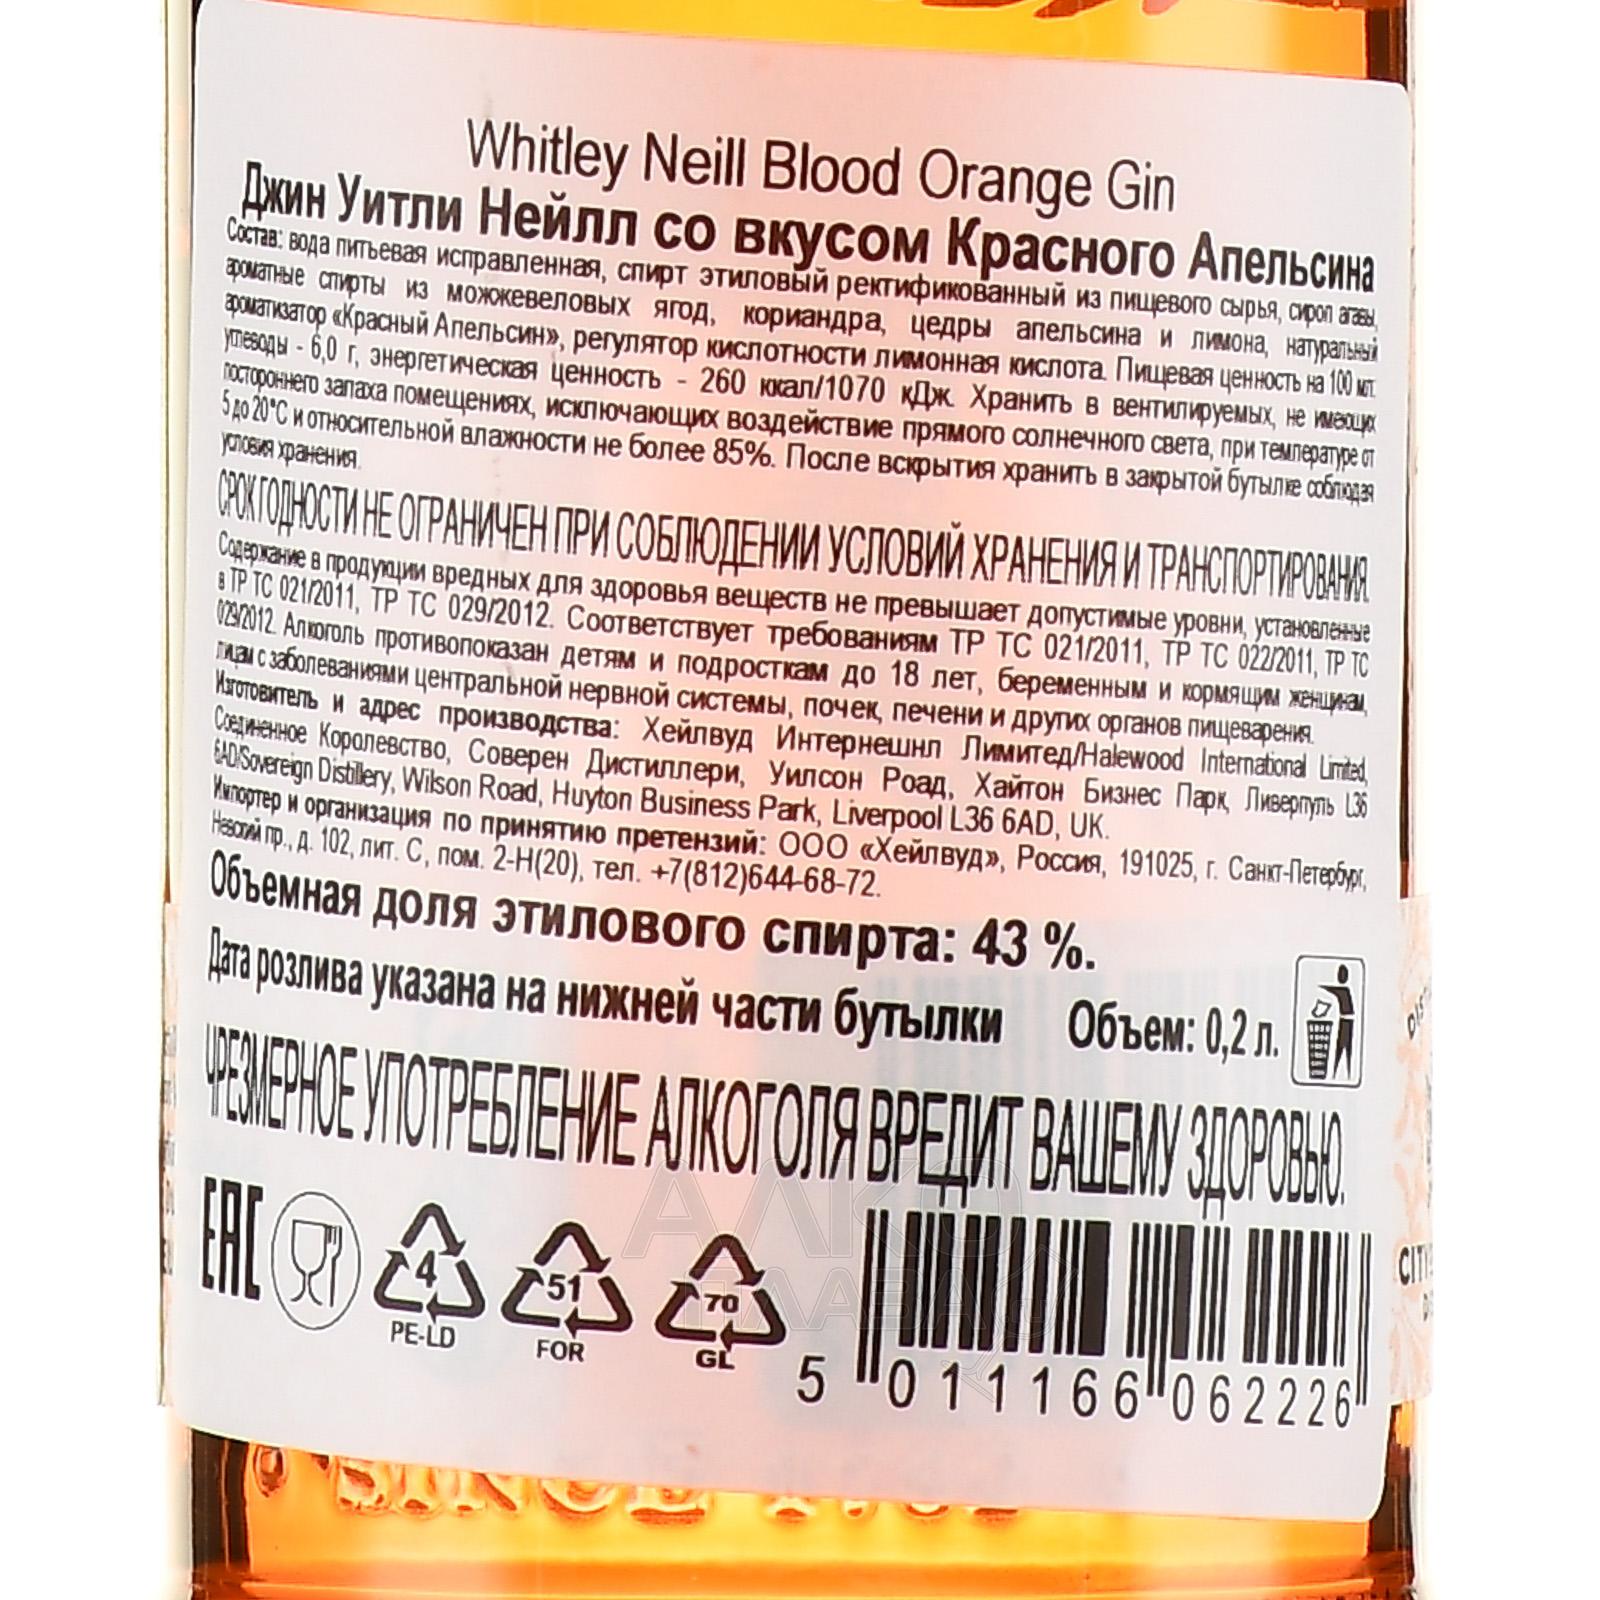 Whitley Neill Blood Orange Gin
Джин Уитли Нейлл со вкусом Красного Апельсина
Состав: вода питьевая исправленная, спирт этиловый ректификованный из пищевого сырья, сироп агавы,
ароматные спирты из можжевеловых ягод, кориандра, цедры апельсина и лимона, натуральный
ароматизатор «Красный Апельсин», регулятор кислотности лимонная кислота. Пищевая ценность на 100 мл:
углеводы - 6,0 г, энергетическая ценность - 260 ккал/1070 кДж. Хранить в вентилируемых, не имеющих
постороннего запаха помещениях, исключающих воздействие прямого солнечного света, при температуре от
5 до 20°С и относительной влажности не более 85%. После вскрытия хранить в закрытой бутылке соблюдая
условия хранения.
СРОК ГОДНОСТИ НЕ ОГРАНИЧЕН ПРИ СОБЛЮДЕНИИ УСЛОВИЙ ХРАНЕНИЯ И ТРАНСПОРТИРОВАНИЯ.
Содержание в продукции вредных для здоровья веществ не превышает допустимые уровни, установленные
в ТР ТС 021/2011, ТР ТС 029/2012. Соответствует требованиям ТР ТС 021/2011, ТР ТС 022/2011, ТР ТС
029/2012. Алкоголь противопоказан детям и подросткам до 18 лет, беременным и кормящим женщинам,
лицам с заболеваниями центральной нервной системы, почек, печени и других органов пищеварения.
Изготовитель и адрес производства: Хейлвуд Интернешнл Лимитед/Halewood International Limited,
Соединенное Королевство, Соверен Дистиллери, Уилсон Роад, Хайтон Бизнес Парк, Ливерпуль L36
6AD/Sovereign Distillery, Wilson Road, Huyton Business Park, Liverpool L36 6AD, UK.
Импортер и организация по принятию претензий: ООО «Хейлвуд», Россия, 191025, г. Санкт-Петербург,
Невский пр., д. 102, лит. С, пом. 2-Н(20), тел. +7(812)644-68-72.
Объемная доля этилового спирта: 43 %.
Дата розлива указана на нижней части бутылки Объем: 0,2 л.
ЧРЕЗМЕРНОЕ УПОТРЕБЛЕНИЕ АЛКОГОЛЯ ВРЕДИТ ВАШЕМУ ЗДОРОВЬЮ.
EAC
4
PE-LD
51
FOR
70
GL
5 011166 062226
АЛКО
ПЛАВАЯ
SINCE
CITY